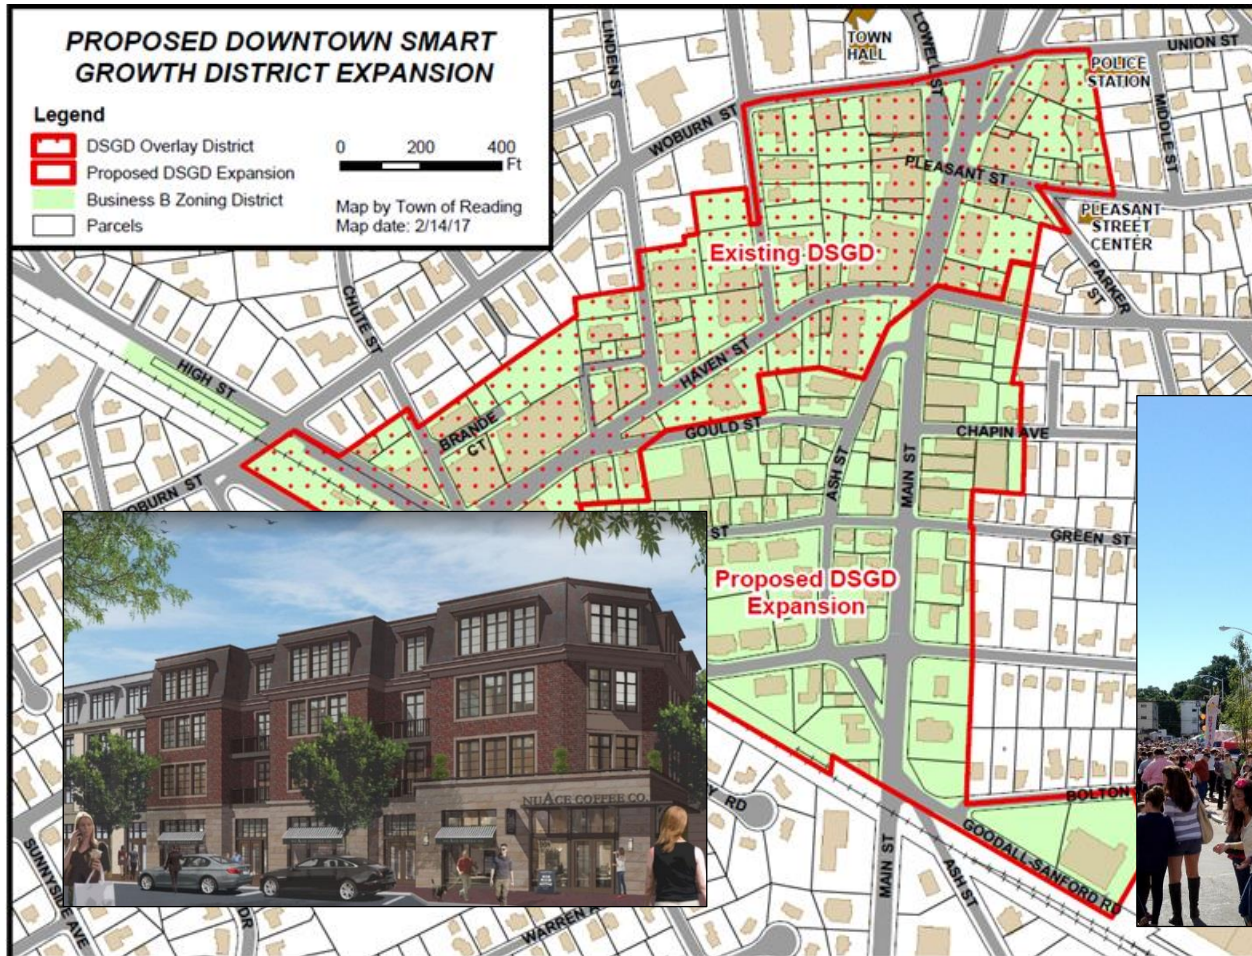 PROPOSED DOWNTOWN SMART
GROWTH DISTRICT EXPANSION
Legend
DSGD Overlay District
Proposed DSGD Expansion
Business B Zoning District
Parcels
0 200 400
Ft
Map by Town of Reading
Map date: 2/14/17
LINDEN ST
TOWN
HALL
LOWELL ST
UNION ST
POLICE
STATION
MIDDLE ST
WOBURN ST
PLEASANT ST
PLEASANT
STREET
CENTER
Existing DSGD
PARKER
ST
CHUTE ST
HIGH ST
HAVEN ST
BRANDE
CT
GOULD ST
CHAPIN AVE
ASH ST
MAIN ST
OBURN ST
ST
GREEN ST
Proposed DSGD
Expansion
NUACE COFFEE CO.
Y RD
BOLTON
GOODALL-SANFORD RD
SUNNYSIDE AVE
DR
WARREN A
MAIN ST
ASH ST